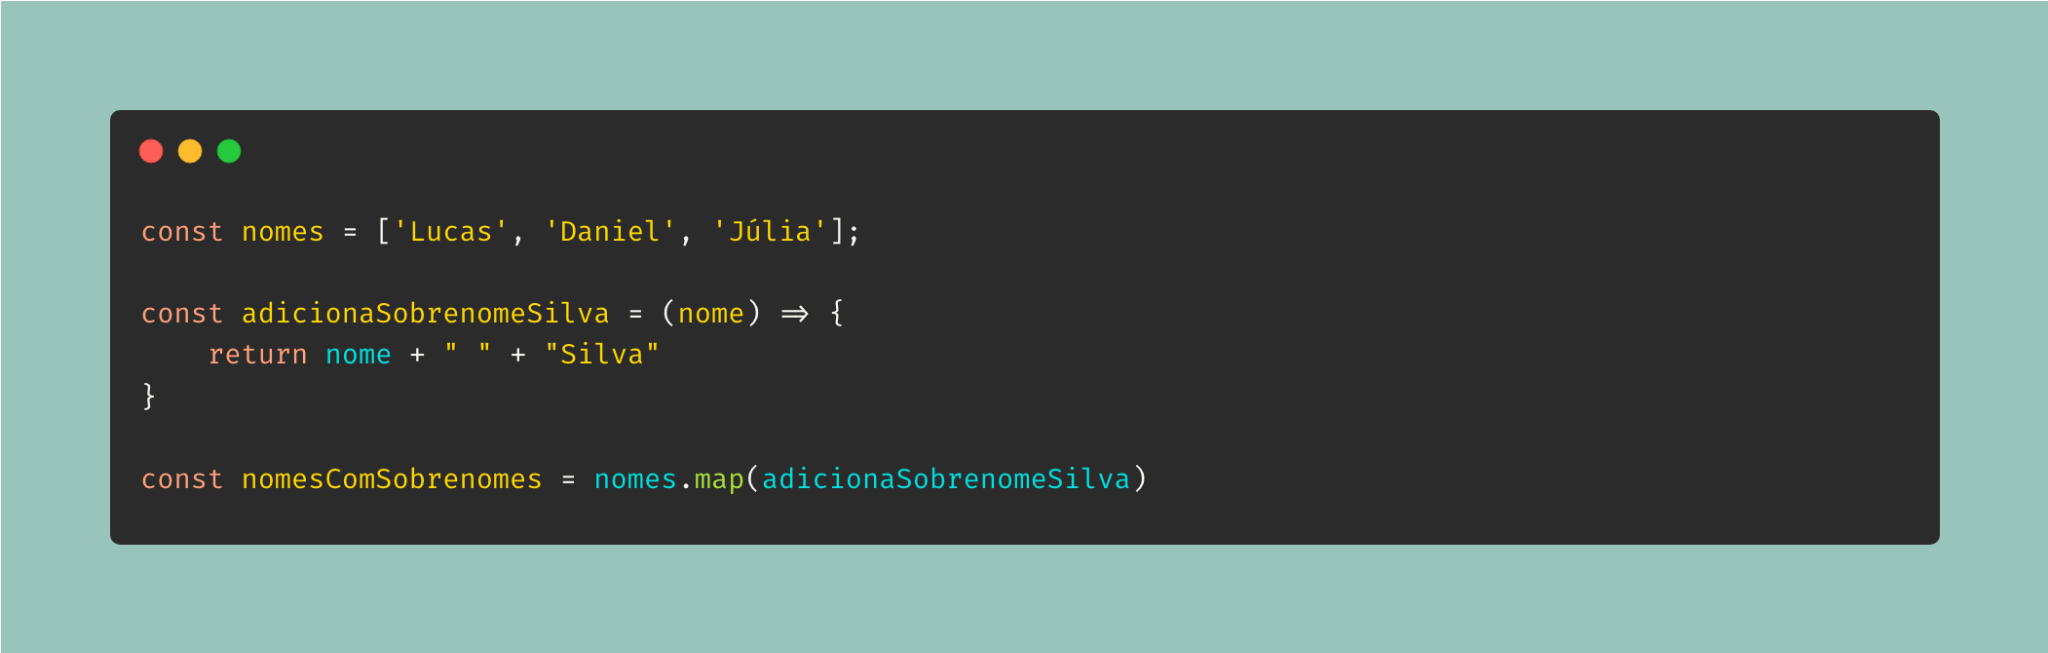 const nomes = ['Lucas', 'Daniel', 'Júlia'];
const adicionaSobrenomeSilva = (nome) => {
    return nome + " " + "Silva"
}
const nomesComSobrenomes = nomes.map(adicionaSobrenomeSilva)